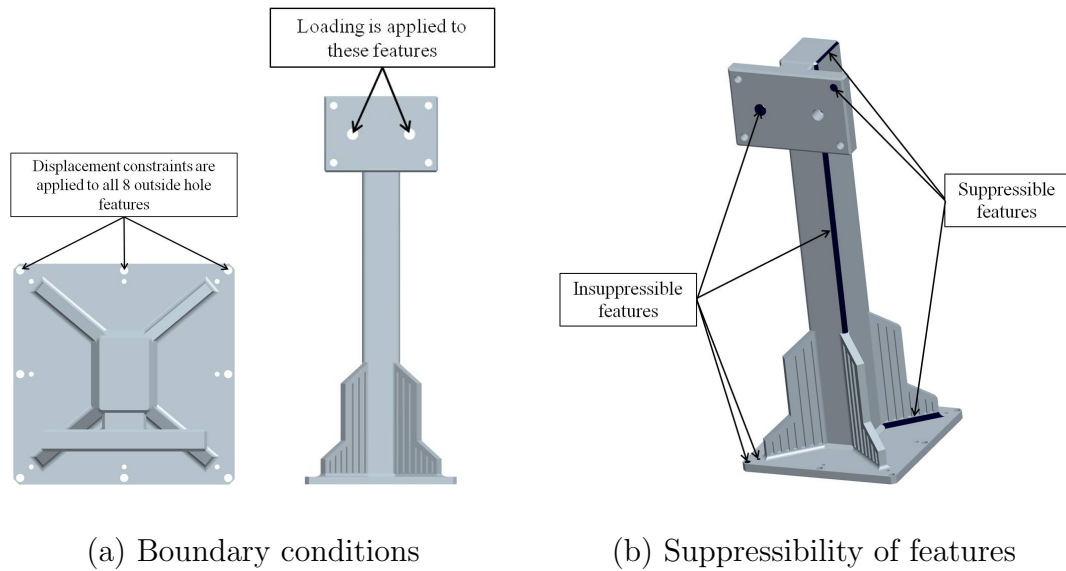 Loading is applied to
these features
Displacement constraints are
applied to all 8 outside hole
features
Suppressible
features
Insuppressible
features
(a) Boundary conditions
(b) Suppressibility of features